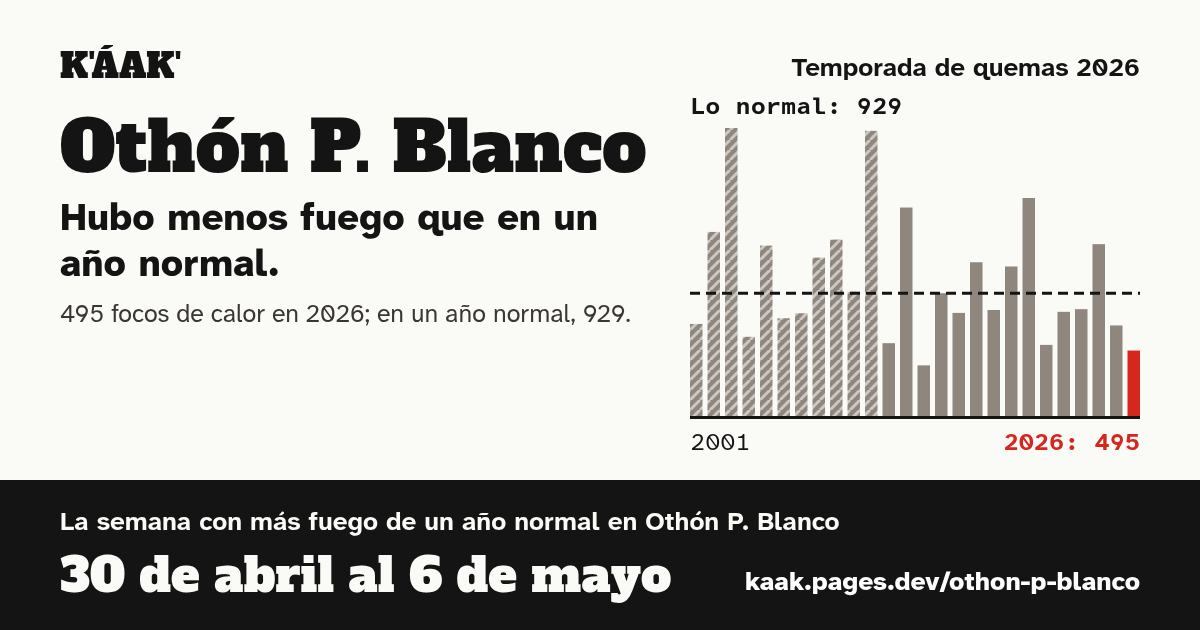 K'ÁAK'
Othón P. Blanco
Hubo menos fuego que en un
año normal.
495 focos de calor en 2026; en un año normal, 929.
Temporada de quemas 2026
Lo normal: 929
2001
2026: 495
La semana con más fuego de un año normal en Othón P. Blanco
30 de abril al 6 de mayo
kaak.pages.dev/othon-p-blanco